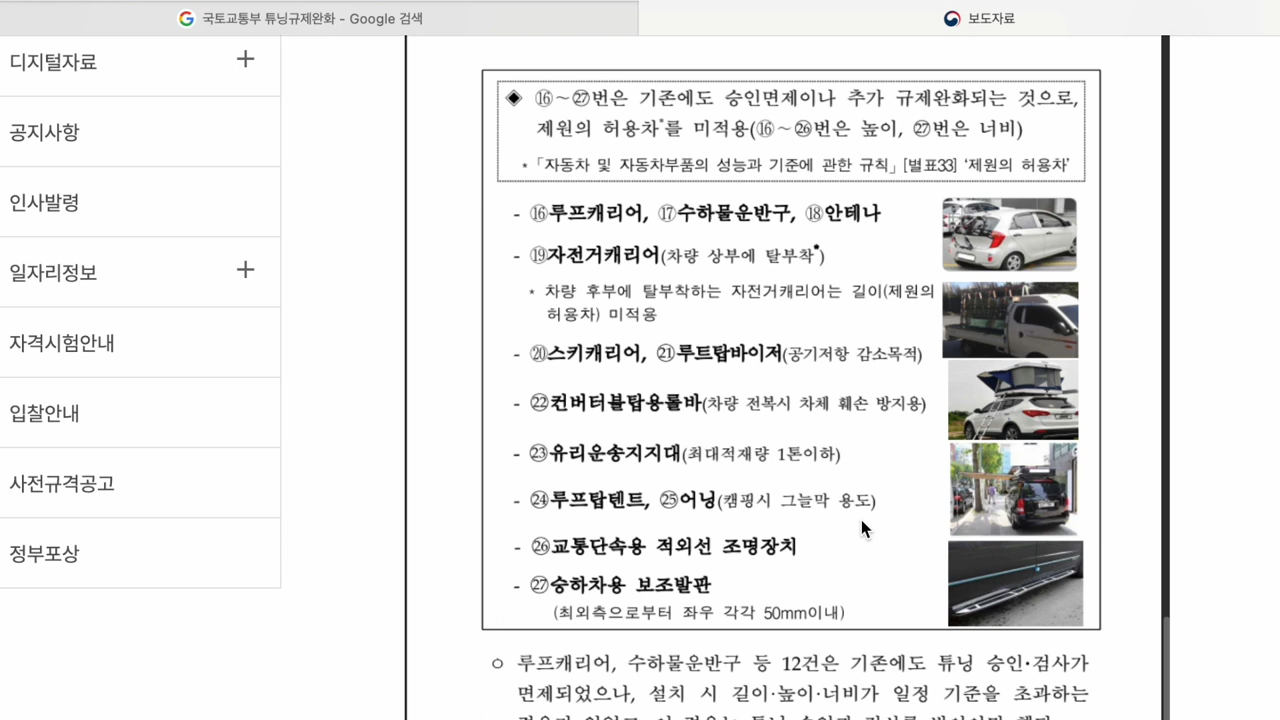 국토교통부 튜닝규제완화 - Google 검색
보도자료
디지털자료 +
공지사항
인사발령
일자리정보 +
자격시험안내
입찰안내
사전규격공고
정부포상
◈ ⑯~㉗번은 기존에도 승인면제이나 추가 규제완화되는 것으로,
제원의 허용차*를 미적용(⑯~㉖번은 높이, ㉗번은 너비)
* 「자동차 및 자동차부품의 성능과 기준에 관한 규칙」 [별표33] ‘제원의 허용차’
- ⑯루프캐리어, ⑰수하물운반구, ⑱안테나
- ⑲자전거캐리어(차량 상부에 탈부착*)
* 차량 후부에 탈부착하는 자전거캐리어는 길이(제원의
허용차) 미적용
- ⑳스키캐리어, ㉑루트탑바이저(공기저항 감소목적)
- ㉒컨버터블탑용롤바(차량 전복시 차체 훼손 방지용)
- ㉓유리운송지지대(최대적재량 1톤이하)
- ㉔루프탑텐트, ㉕어닝(캠핑시 그늘막 용도)
- ㉖교통단속용 적외선 조명장치
- ㉗승하차용 보조발판
(최외측으로부터 좌우 각각 50mm이내)
○ 루프캐리어, 수하물운반구 등 12건은 기존에도 튜닝 승인·검사가
면제되었으나, 설치 시 길이·높이·너비가 일정 기준을 초과하는